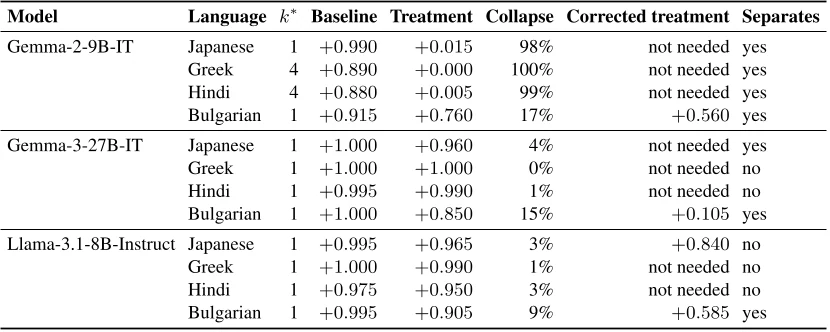 Model Language k* Baseline Treatment Collapse Corrected treatment Separates
Gemma-2-9B-IT Japanese 1 +0.990 +0.015 98% not needed yes
Greek 4 +0.890 +0.000 100% not needed yes
Hindi 4 +0.880 +0.005 99% not needed yes
Bulgarian 1 +0.915 +0.760 17% +0.560 yes
Gemma-3-27B-IT Japanese 1 +1.000 +0.960 4% not needed yes
Greek 1 +1.000 +1.000 0% not needed no
Hindi 1 +0.995 +0.990 1% not needed no
Bulgarian 1 +1.000 +0.850 15% +0.105 yes
Llama-3.1-8B-Instruct Japanese 1 +0.995 +0.965 3% +0.840 no
Greek 1 +1.000 +0.990 1% not needed no
Hindi 1 +0.975 +0.950 3% not needed no
Bulgarian 1 +0.995 +0.905 9% +0.585 yes